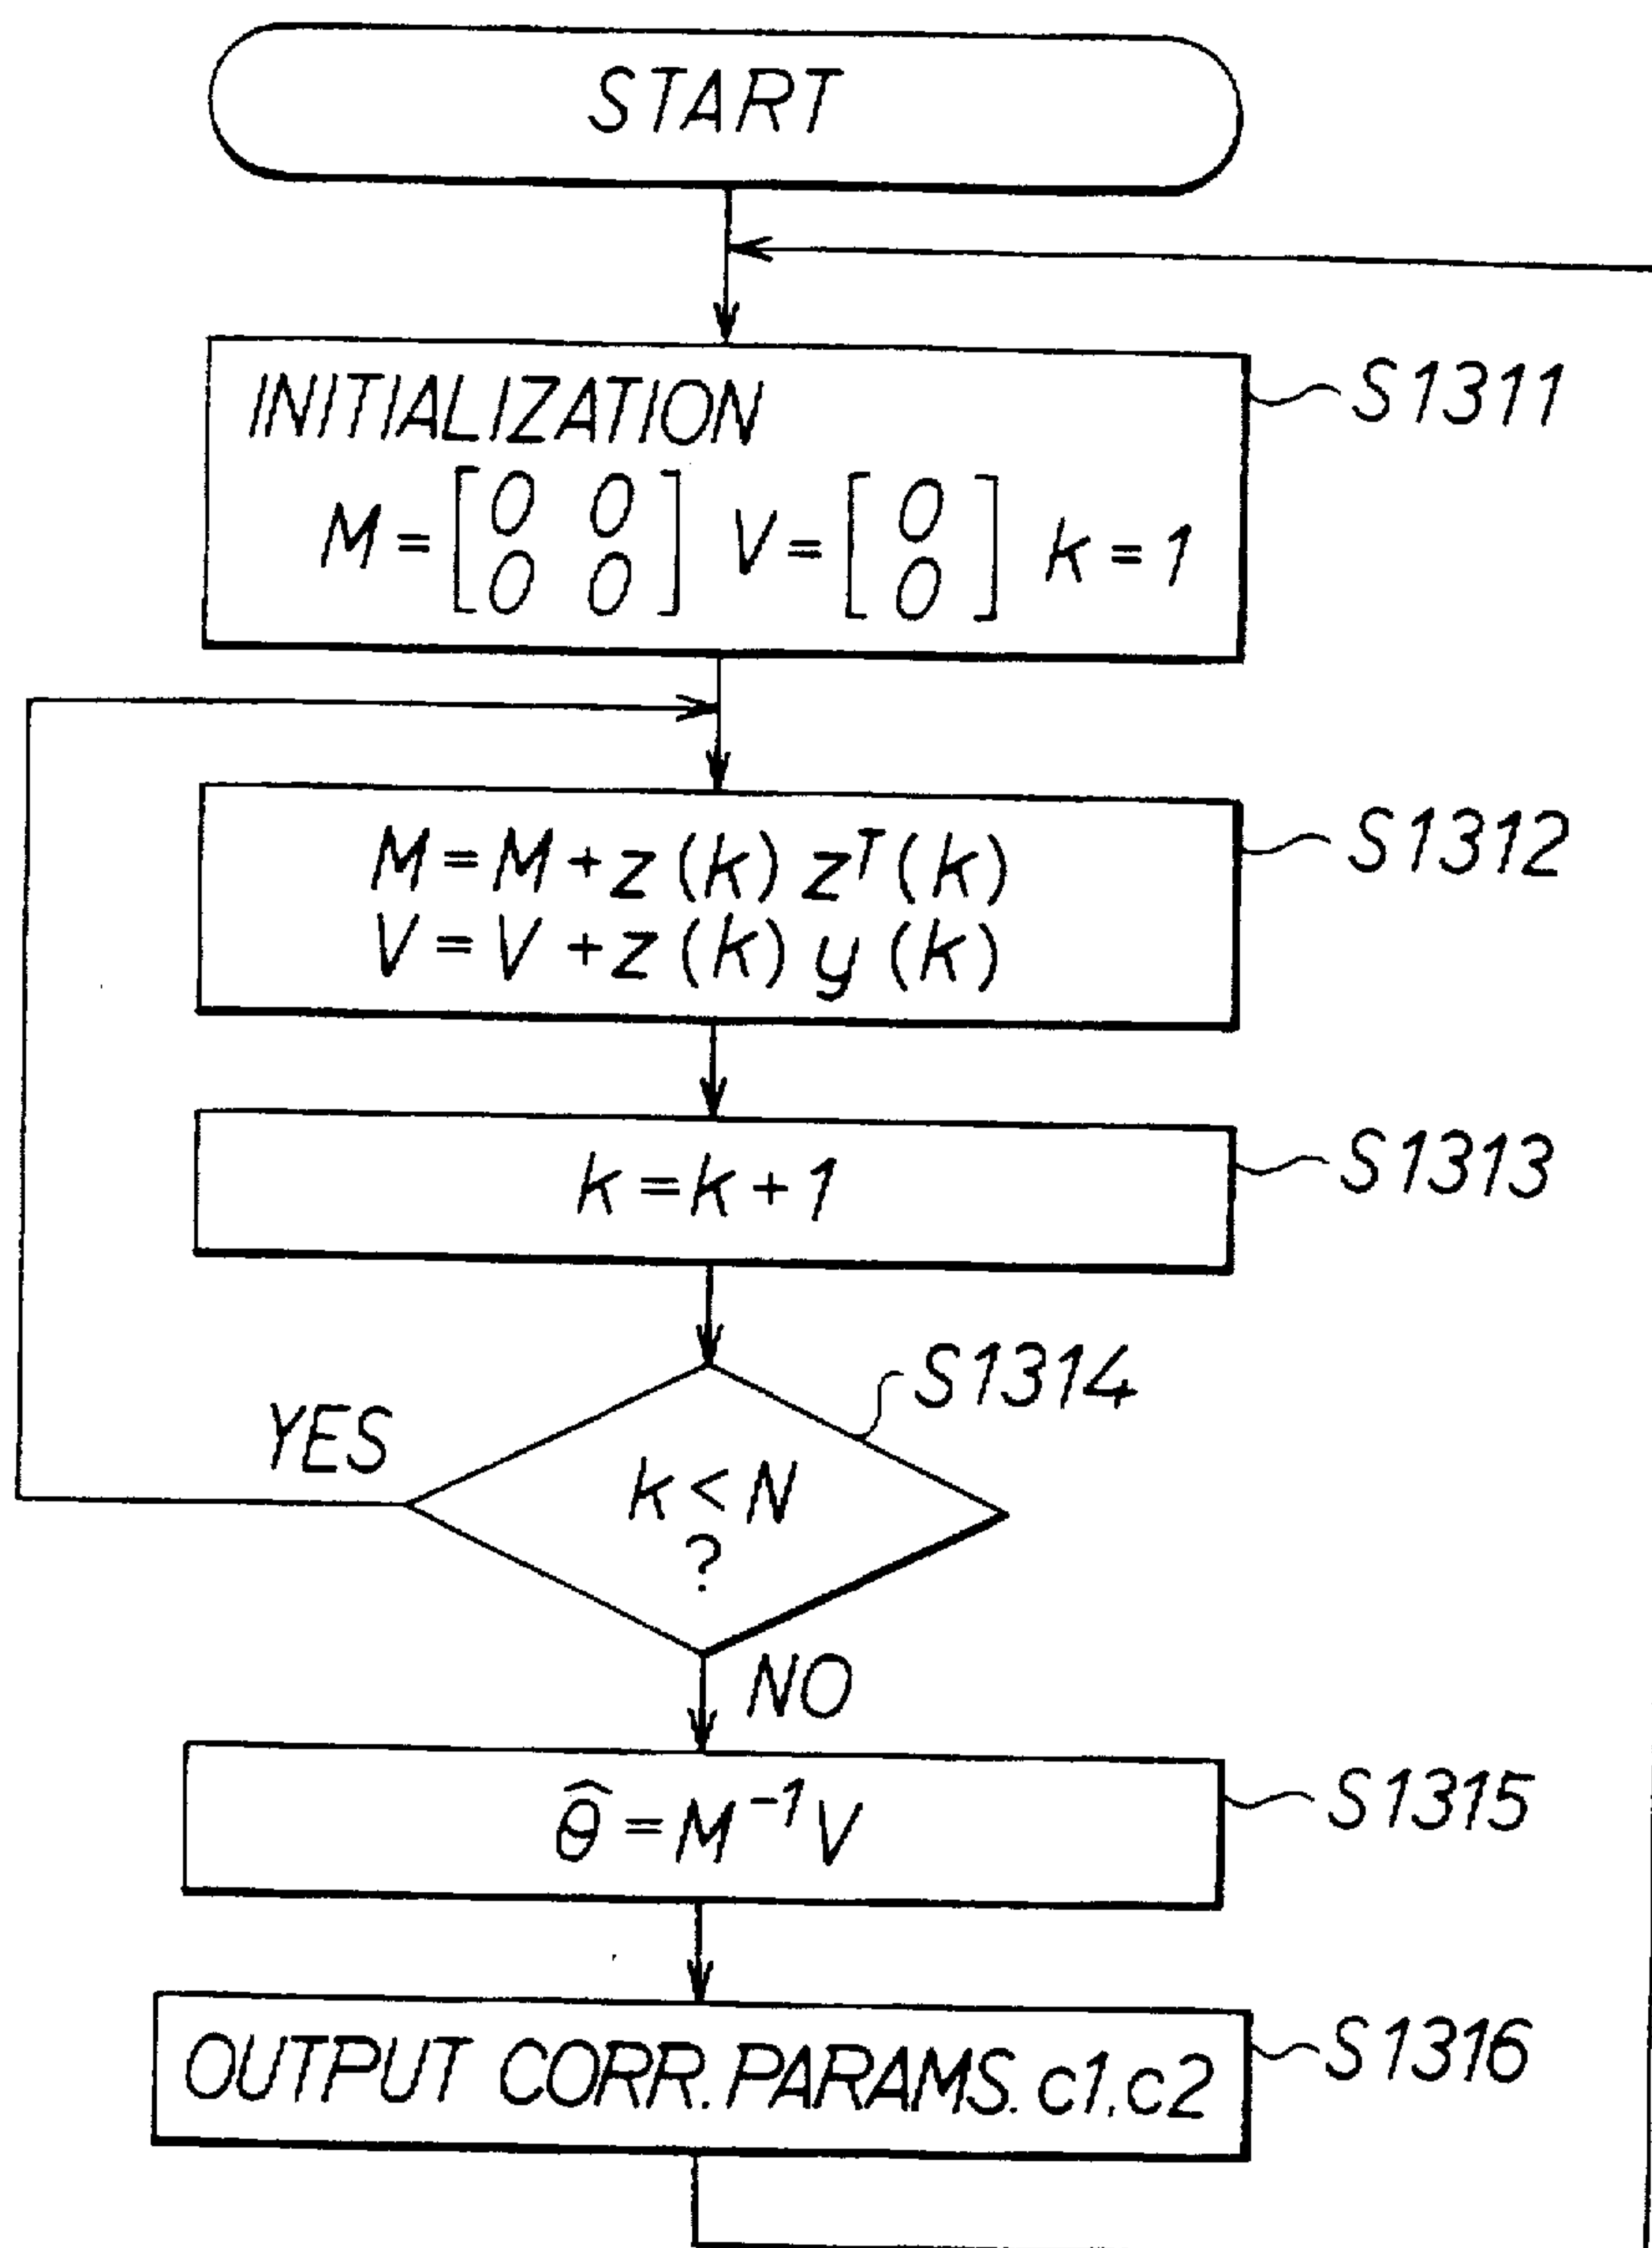 START
S1311
INITIALIZATION
M = [0 0 0 0] V = [0 0] k = 1
S1312
M = M + z (k) zᵀ (k)
V = V + z (k) y (k)
S1313
k = k + 1
S1314
YES
k < N
?
NO
S1315
θ̂ = M⁻¹ V
S1316
OUTPUT CORR. PARAMS. c1, c2